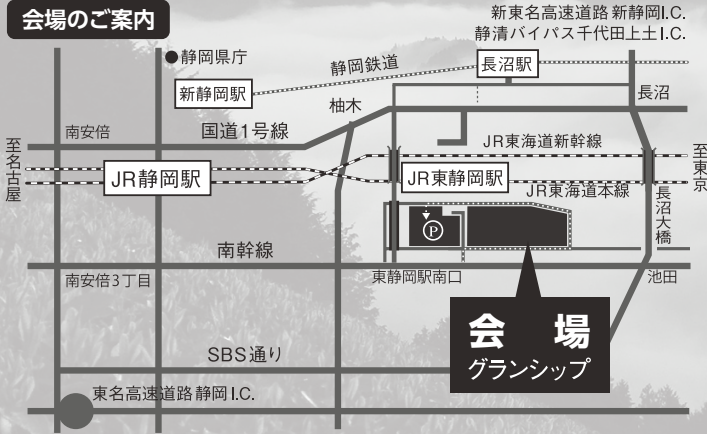 会場のご案内
新東名高速道路 新静岡I.C.
静清バイパス千代田上土I.C.
●静岡県庁
静岡鉄道
長沼駅
新静岡駅
柚木
長沼
南安倍
国道1号線
JR東海道新幹線
至名古屋
JR静岡駅
JR東静岡駅
至東京
JR東海道本線
長沼大橋
P
南幹線
南安倍3丁目
東静岡駅南口
池田
会場
グランシップ
SBS通り
東名高速道路 静岡I.C.